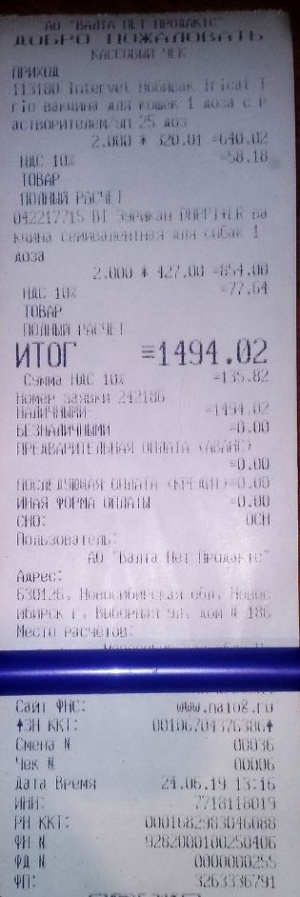 АО "ВАЛТА ПЕТ ПРОДАКТС"
ДОБРО ПОЖАЛОВАТЬ
КАССОВЫЙ ЧЕК
ПРИХОД
113180 Intervet Нобивак Tricat T
rio вакцина для кошек 1 доза с р
астворителем/уп 25 доз
2.000 * 320.01 =640.02
НДС 10% =58.18
ТОВАР
ПОЛНЫЙ РАСЧЕТ
042217715 BI Эурикан DHPPI+LR ва
кцина семивалентная для собак 1
доза
2.000 * 427.00 =854.00
НДС 10% =77.64
ТОВАР
ПОЛНЫЙ РАСЧЕТ
ИТОГ =1494.02
Сумма НДС 10% =135.82
Номер заявки 242186
НАЛИЧНЫМИ =1494.02
БЕЗНАЛИЧНЫМИ =0.00
ПРЕДВАРИТЕЛЬНАЯ ОПЛАТА (АВАНС)
=0.00
ПОСЛЕДУЮЩАЯ ОПЛАТА (КРЕДИТ)=0.00
ИНАЯ ФОРМА ОПЛАТЫ =0.00
СНО: ОСН
Пользователь:
АО "Валта Пет Продактс"
Адрес:
630126, Новосибирская обл, Новос
ибирск г, Выборная ул, дом № 186
Место расчетов:
Сайт ФНС: www.nalog.ru
ЗН ККТ: 00106704376386
Смена N 00036
Чек N 00006
Дата Время 24.06.19 13:16
ИНН: 7718118019
РН ККТ: 0001682983046088
ФН N 9282000100250406
ФД N 0000000255
ФП: 3263336791